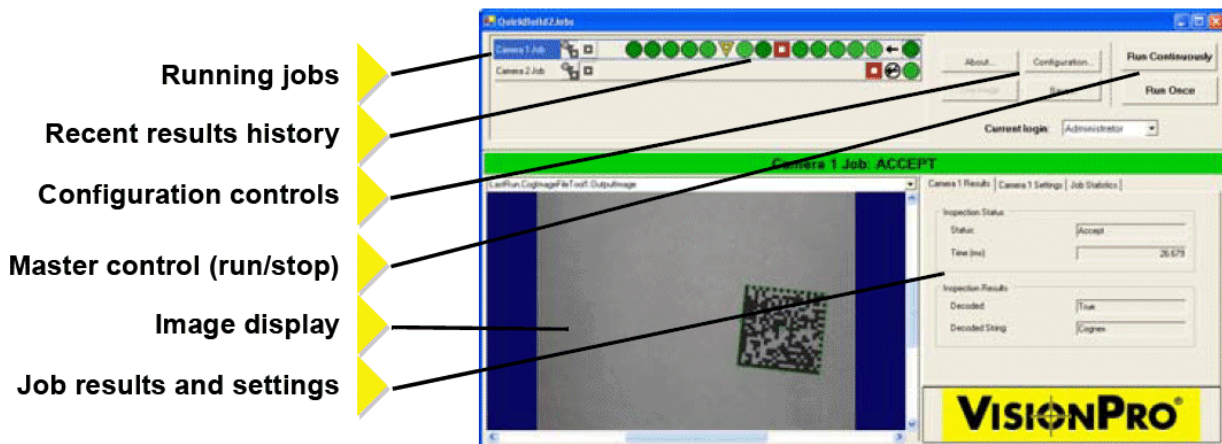 Running jobs
Recent results history
Configuration controls
Master control (run/stop)
Image display
Job results and settings
QuickBuild2Jobs
Camera 1 Job
Camera 2 Job
About...
Configuration...
Run Continuously
Run Once
Current login:
Administrator
Camera 1 Job: ACCEPT
LastRun.CogImageFileTool1.OutputImage
Camera 1 Results
Camera 1 Settings
Job Statistics
Inspection Status
Status:
Accept
Time (ms)
26.679
Inspection Results
Decoded:
True
Decoded String:
Cognex
VISIONPRO®